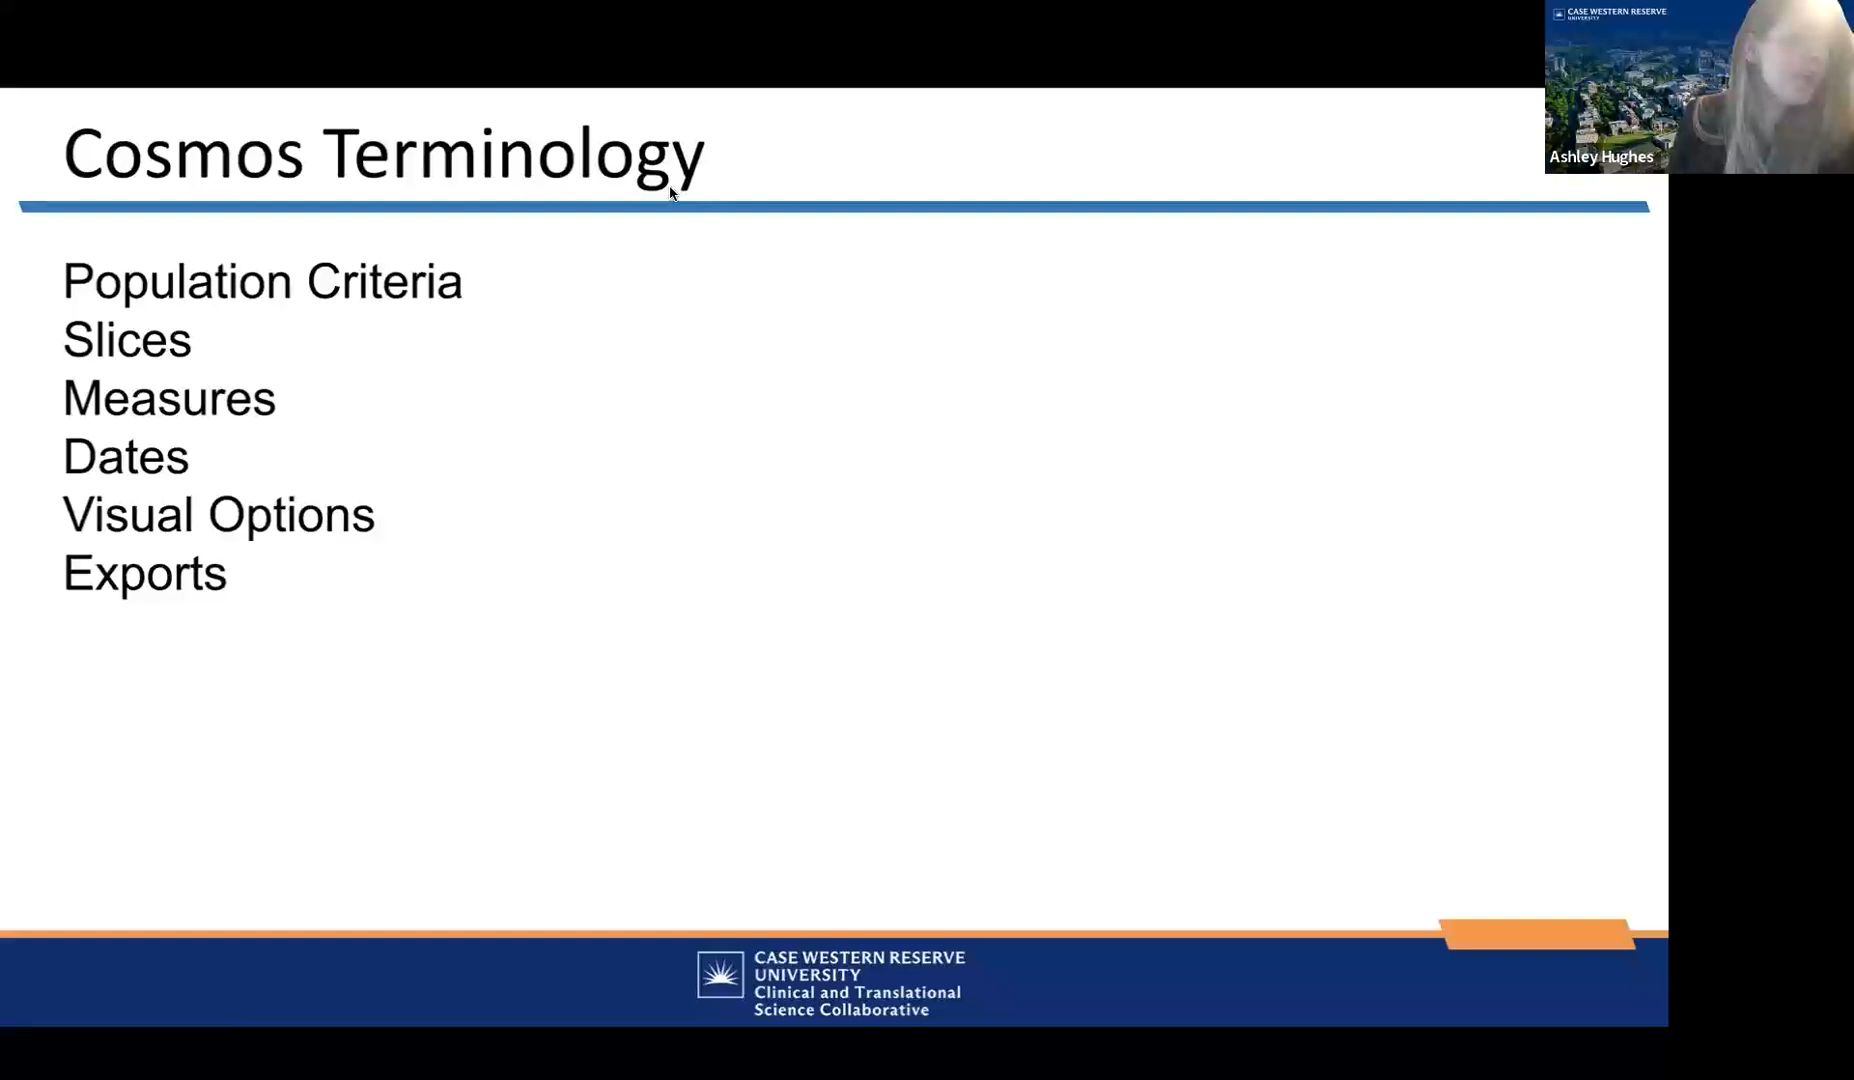 CASE WESTERN RESERVE
UNIVERSITY
Ashley Hughes
Cosmos Terminology
Population Criteria
Slices
Measures
Dates
Visual Options
Exports
CASE WESTERN RESERVE
UNIVERSITY
Clinical and Translational
Science Collaborative